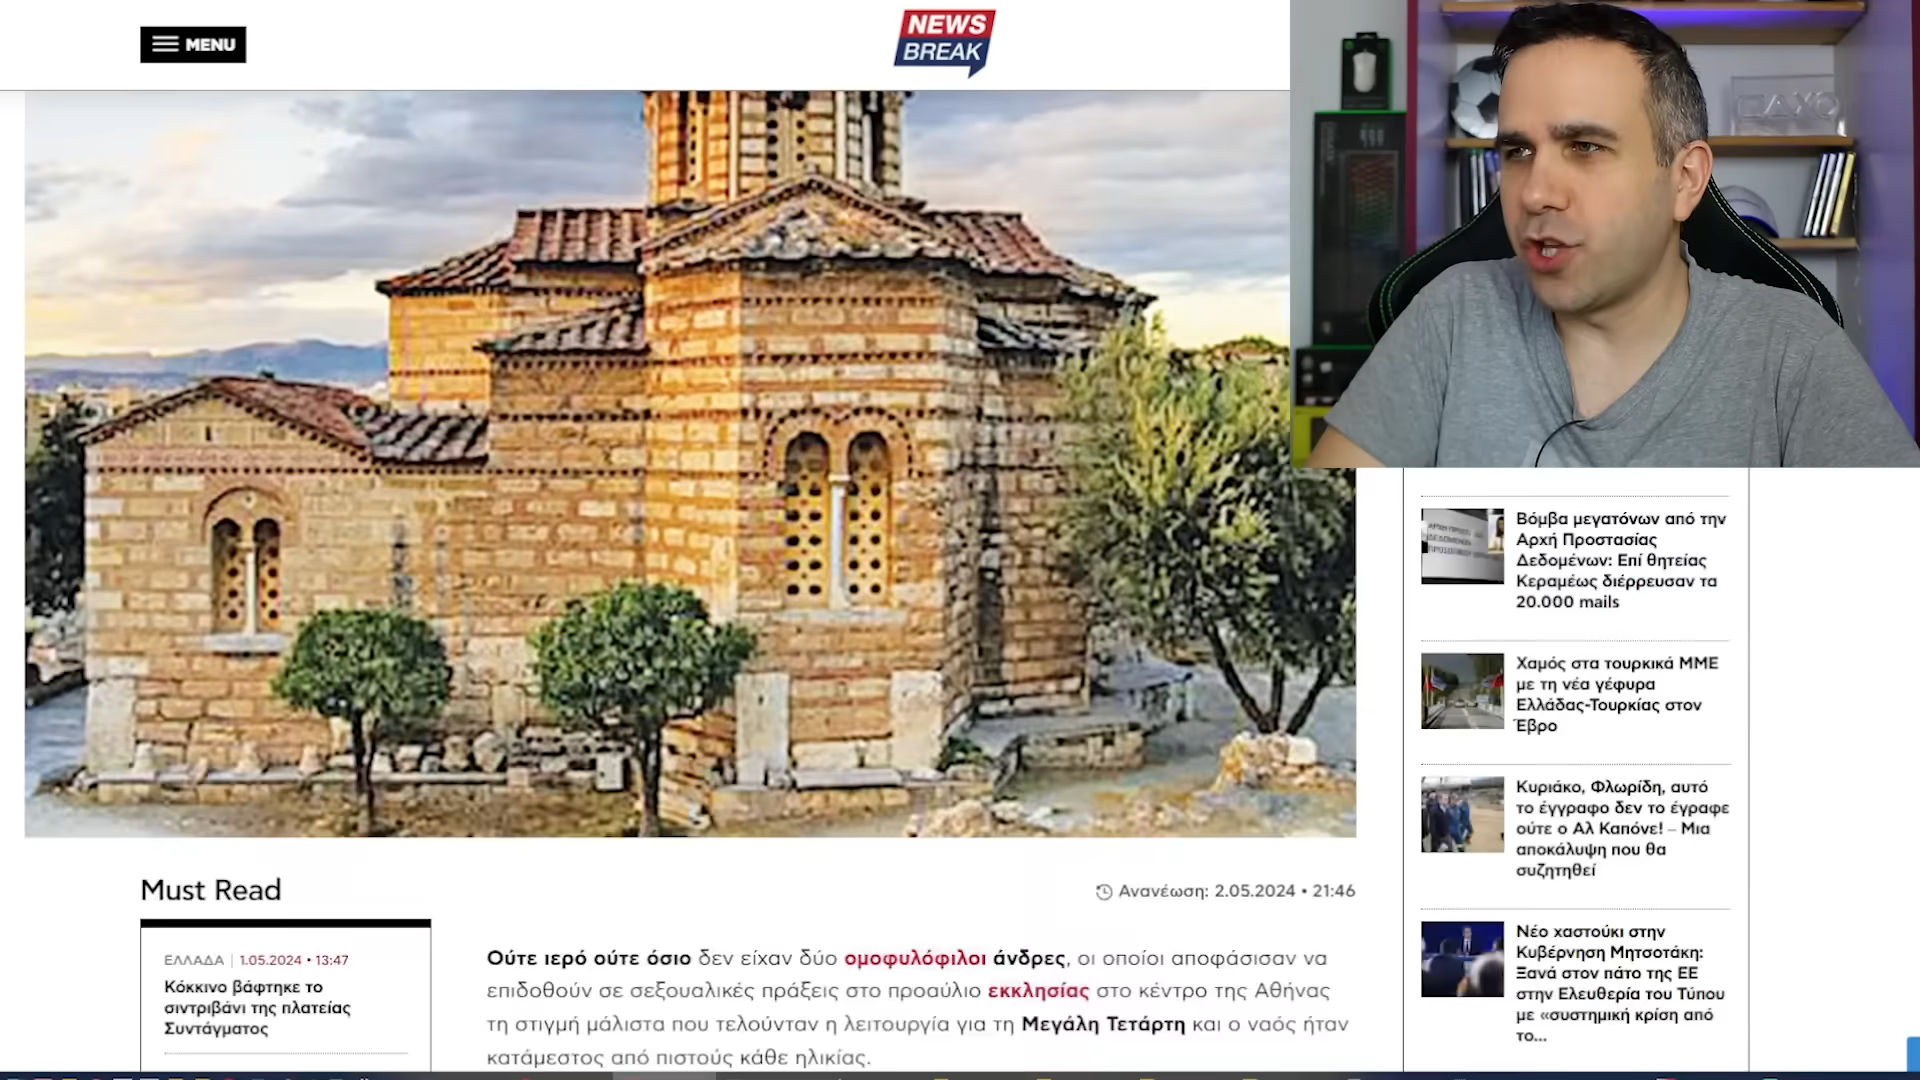 MENU
NEWS
BREAK
Must Read
Ανανέωση: 2.05.2024 • 21:46
ΕΛΛΑΔΑ | 1.05.2024 • 13:47
Κόκκινο βάφτηκε το
σιντριβάνι της πλατείας
Συντάγματος
Ούτε ιερό ούτε όσιο δεν είχαν δύο ομοφυλόφιλοι άνδρες, οι οποίοι αποφάσισαν να
επιδοθούν σε σεξουαλικές πράξεις στο προαύλιο εκκλησίας στο κέντρο της Αθήνας
τη στιγμή μάλιστα που τελούνταν η λειτουργία για τη Μεγάλη Τετάρτη και ο ναός ήταν
κατάμεστος από πιστούς κάθε ηλικίας.
Βόμβα μεγατόνων από την
Αρχή Προστασίας
Δεδομένων: Επί θητείας
Κεραμέως διέρρευσαν τα
20.000 mails
Χαμός στα τουρκικά ΜΜΕ
με τη νέα γέφυρα
Ελλάδας-Τουρκίας στον
Έβρο
Κυριάκο, Φλωρίδη, αυτό
το έγγραφο δεν το έγραφε
ούτε ο Αλ Καπόνε! – Μια
αποκάλυψη που θα
συζητηθεί
Νέο χαστούκι στην
Κυβέρνηση Μητσοτάκη:
Ξανά στον πάτο της ΕΕ
στην Ελευθερία του Τύπου
με «συστημική κρίση από
το...